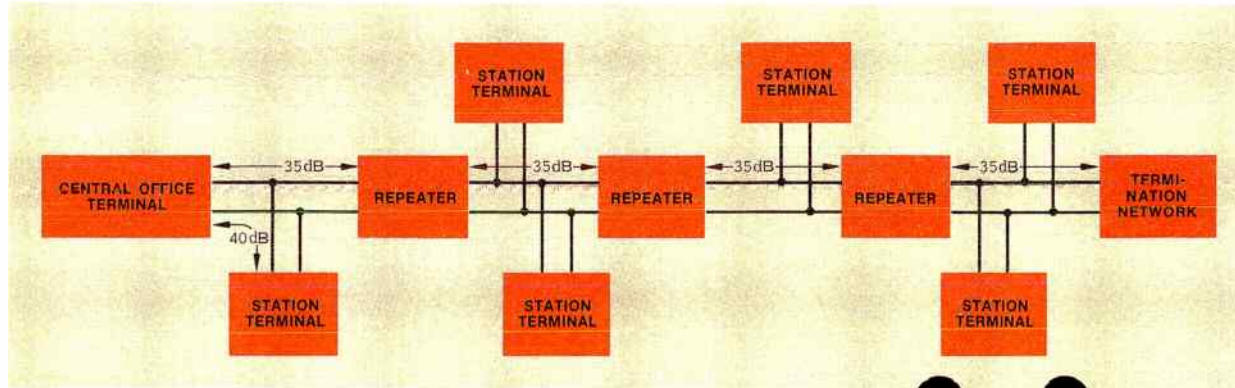 STATION
TERMINAL
STATION
TERMINAL
STATION
TERMINAL
CENTRAL OFFICE
TERMINAL
35dB
REPEATER
35dB
REPEATER
35dB
REPEATER
35dB
TERMI-
NATION
NETWORK
40dB
STATION
TERMINAL
STATION
TERMINAL
STATION
TERMINAL